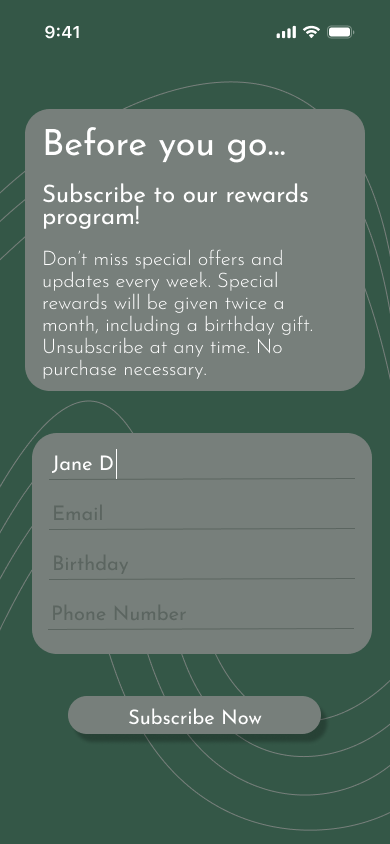 9:41
Before you go...
Subscribe to our rewards
program!
Don't miss special offers and
updates every week. Special
rewards will be given twice a
month, including a birthday gift.
Unsubscribe at any time. No
purchase necessary.
Jane D
Email
Birthday
Phone Number
Subscribe Now